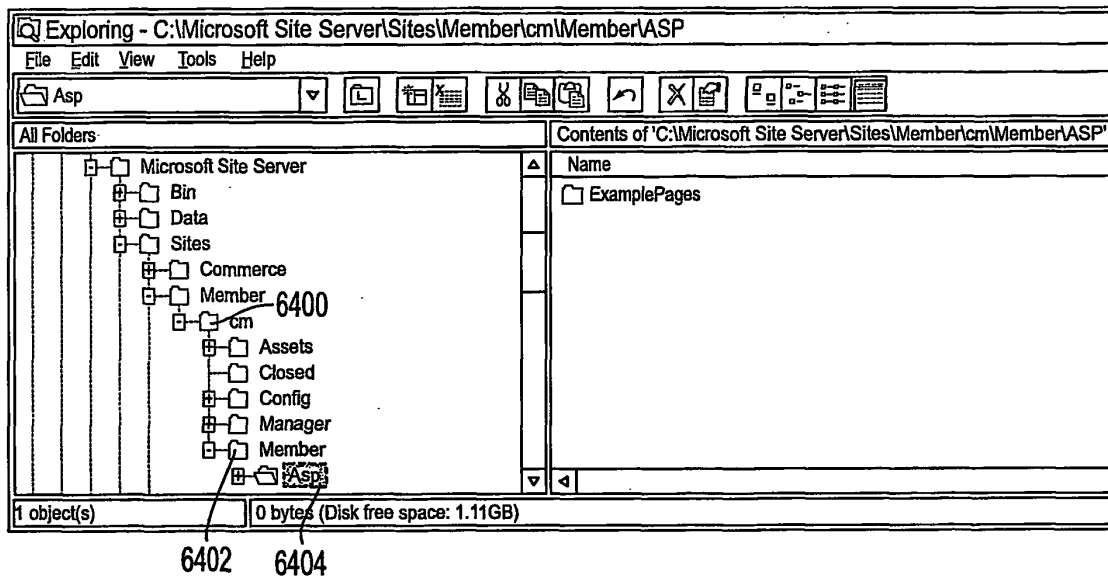 Exploring - C:\Microsoft Site Server\Sites\Member\cm\Member\ASP
File Edit View Tools Help
Asp
All Folders
Contents of 'C:\Microsoft Site Server\Sites\Member\cm\Member\ASP'
Name
Microsoft Site Server
ExamplePages
Bin
Data
Sites
Commerce
Member
6400
cm
Assets
Closed
Config
Manager
Member
Asp
1 object(s)
0 bytes (Disk free space: 1.11GB)
6402 6404